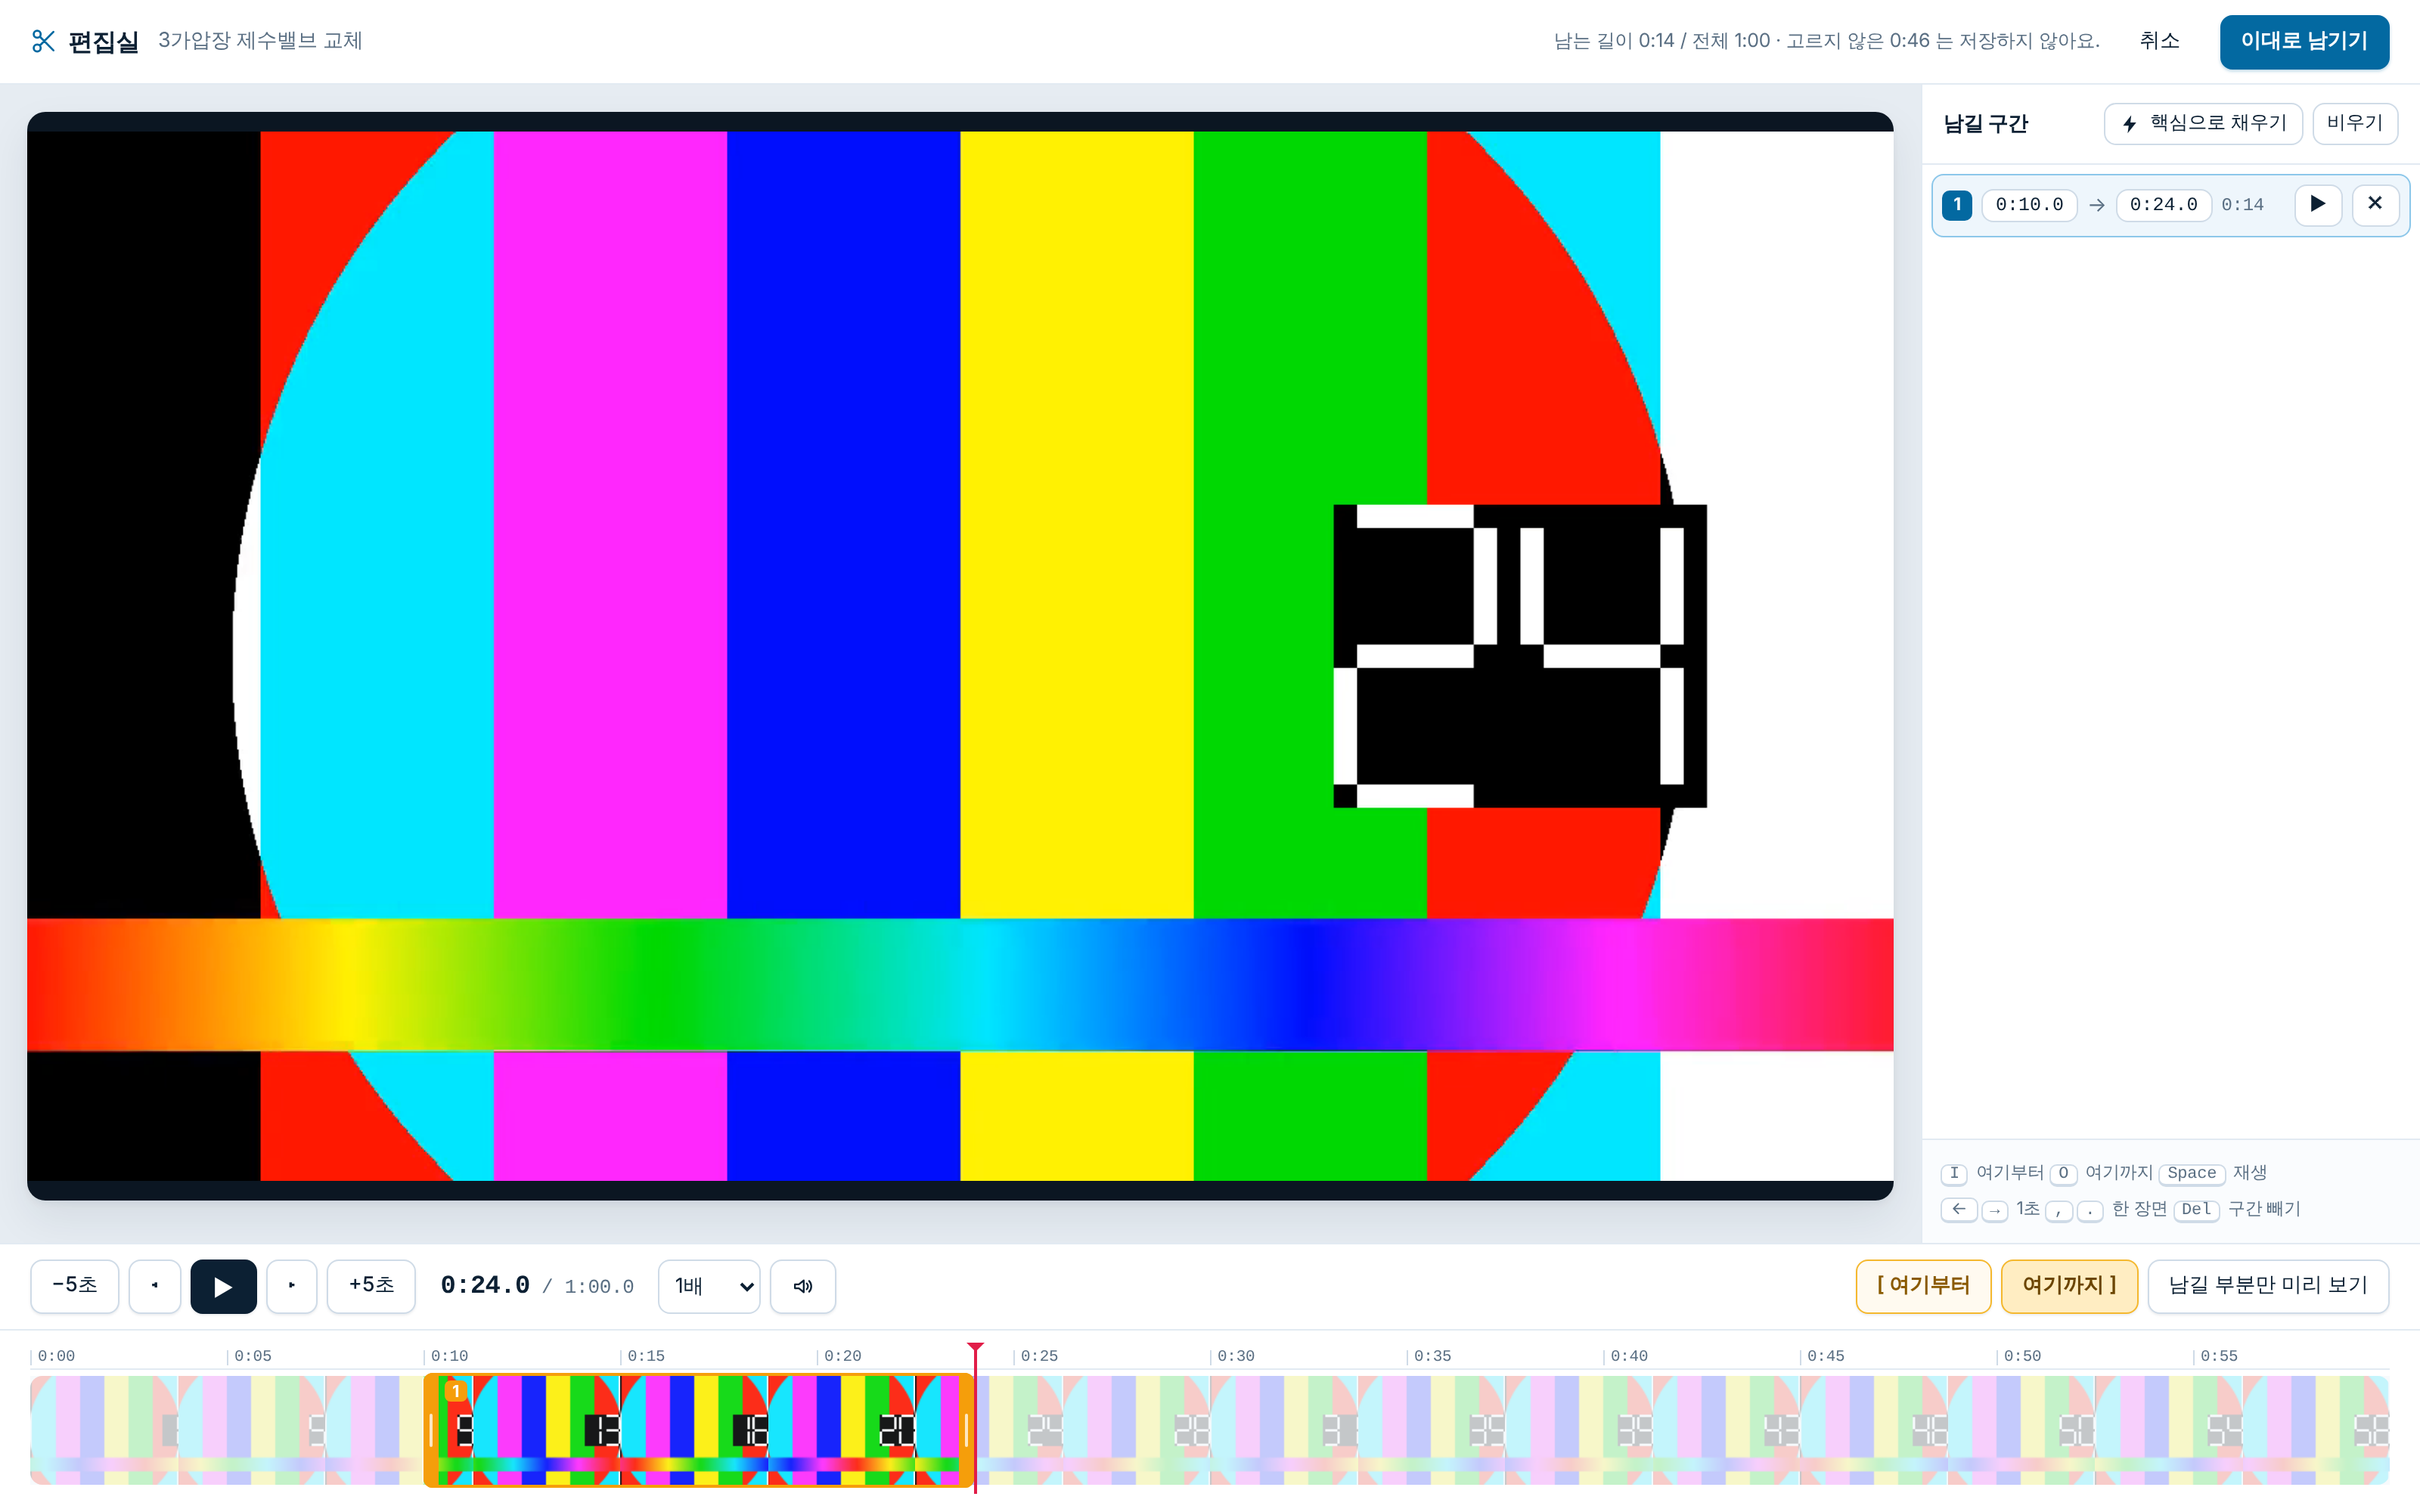 편집실 3가압장 제수밸브 교체
남는 길이 0:14 / 전체 1:00 · 고르지 않은 0:46 는 저장하지 않아요. 취소 이대로 남기기
24
남길 구간 핵심으로 채우기 비우기
1 0:10.0 → 0:24.0 0:14
I 여기부터 O 여기까지 Space 재생
← → 1초 , . 한 장면 Del 구간 빼기
−5초 +5초 0:24.0 / 1:00.0 1배
[ 여기부터 여기까지 ] 남길 부분만 미리 보기
0:00 0:05 0:10 0:15 0:20 0:25 0:30 0:35 0:40 0:45 0:50 0:55
1